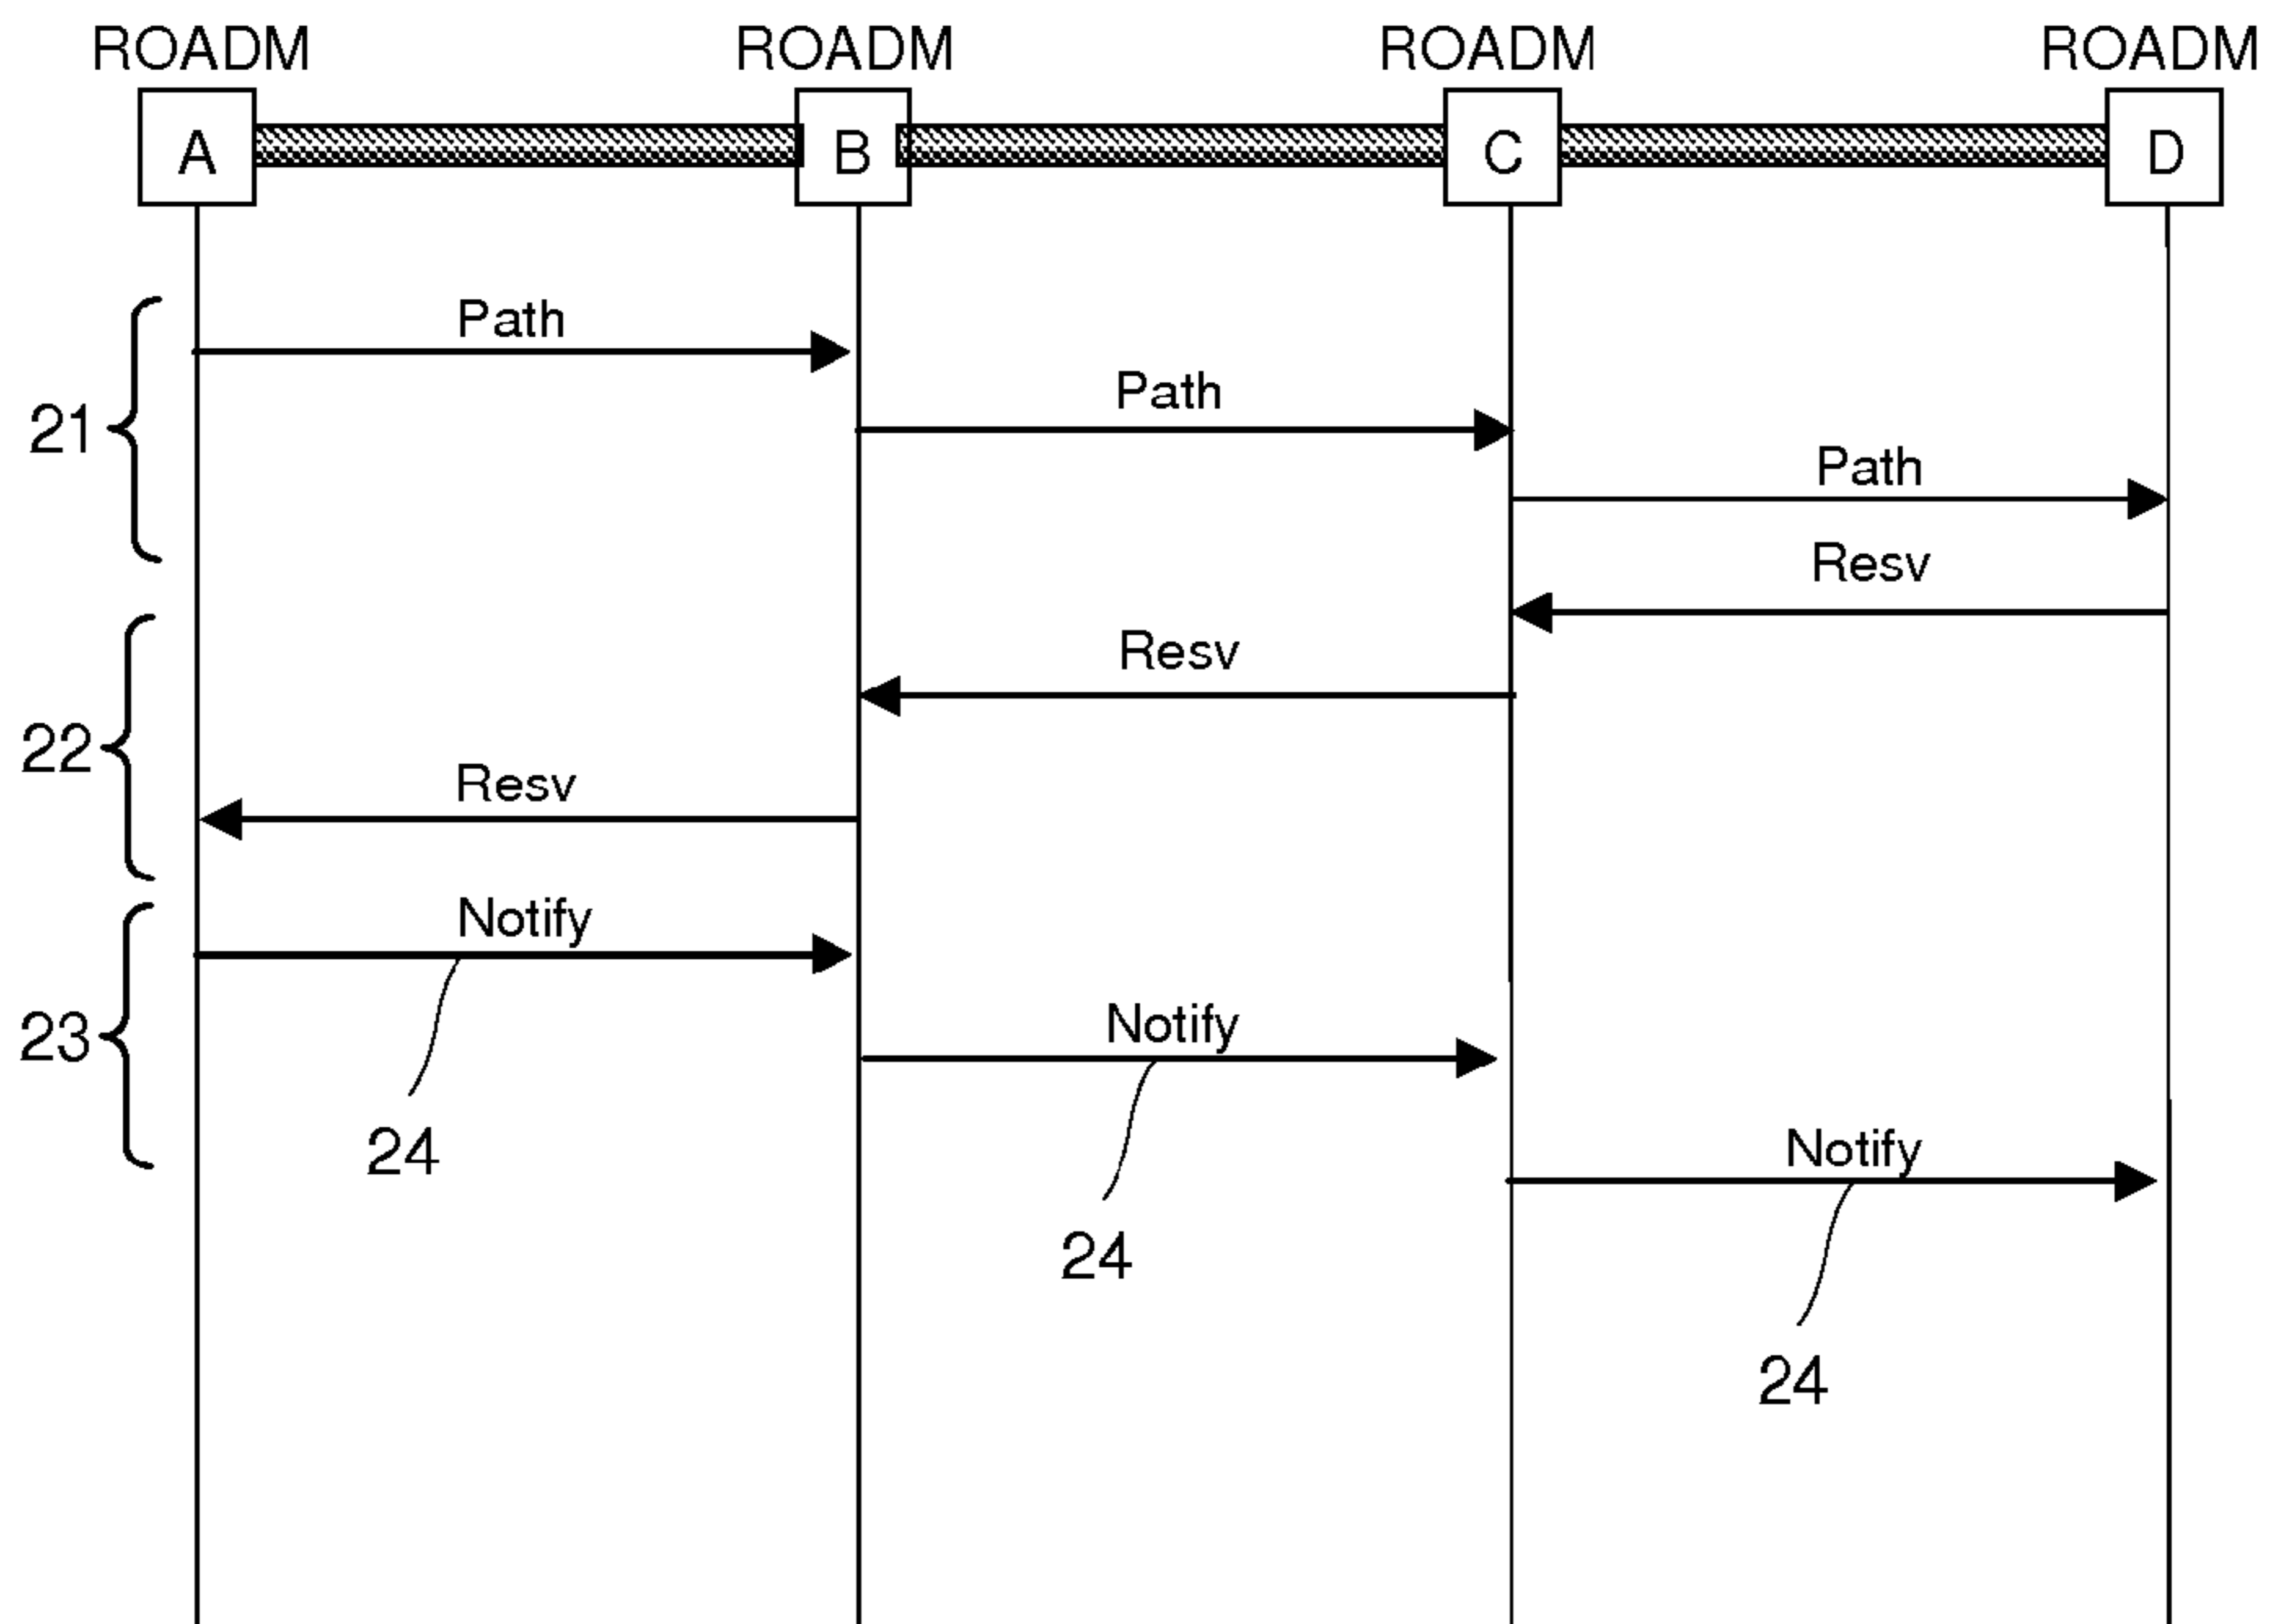 ROADM ROADM ROADM ROADM
A B C D
Path
Path
21
Path
Resv
Resv
22
Resv
Notify
Notify
23
24
Notify
24
24